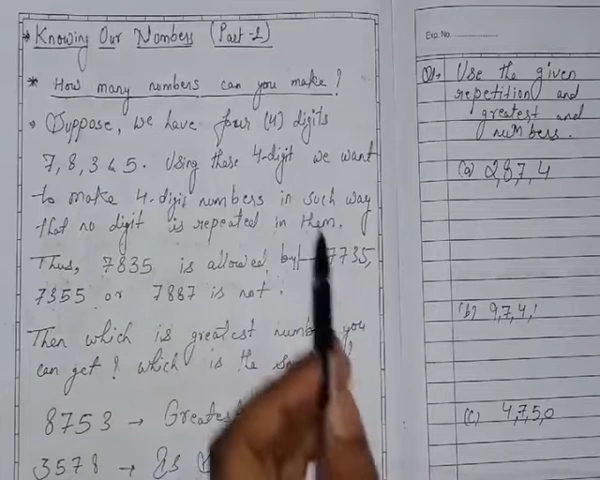 * Knowing Our Numbers (Part-1)
* How many numbers can you make?
Suppose, we have four (4) digits
7, 8, 3 & 5. Using these 4-digit we want
to make 4-digit numbers in such way
that no digit is repeated in them.
Thus, 7835 is allowed, but 7735,
7355 or 7887 is not.
Then which is greatest number you
can get? which is the
8753 → Greatest
3578 →
Exp. No.
Q1. Use the given
repetition and
greatest and
numbers.
(a) 2,8,7,4
(b) 9,7,4,1
(c) 4,7,5,0